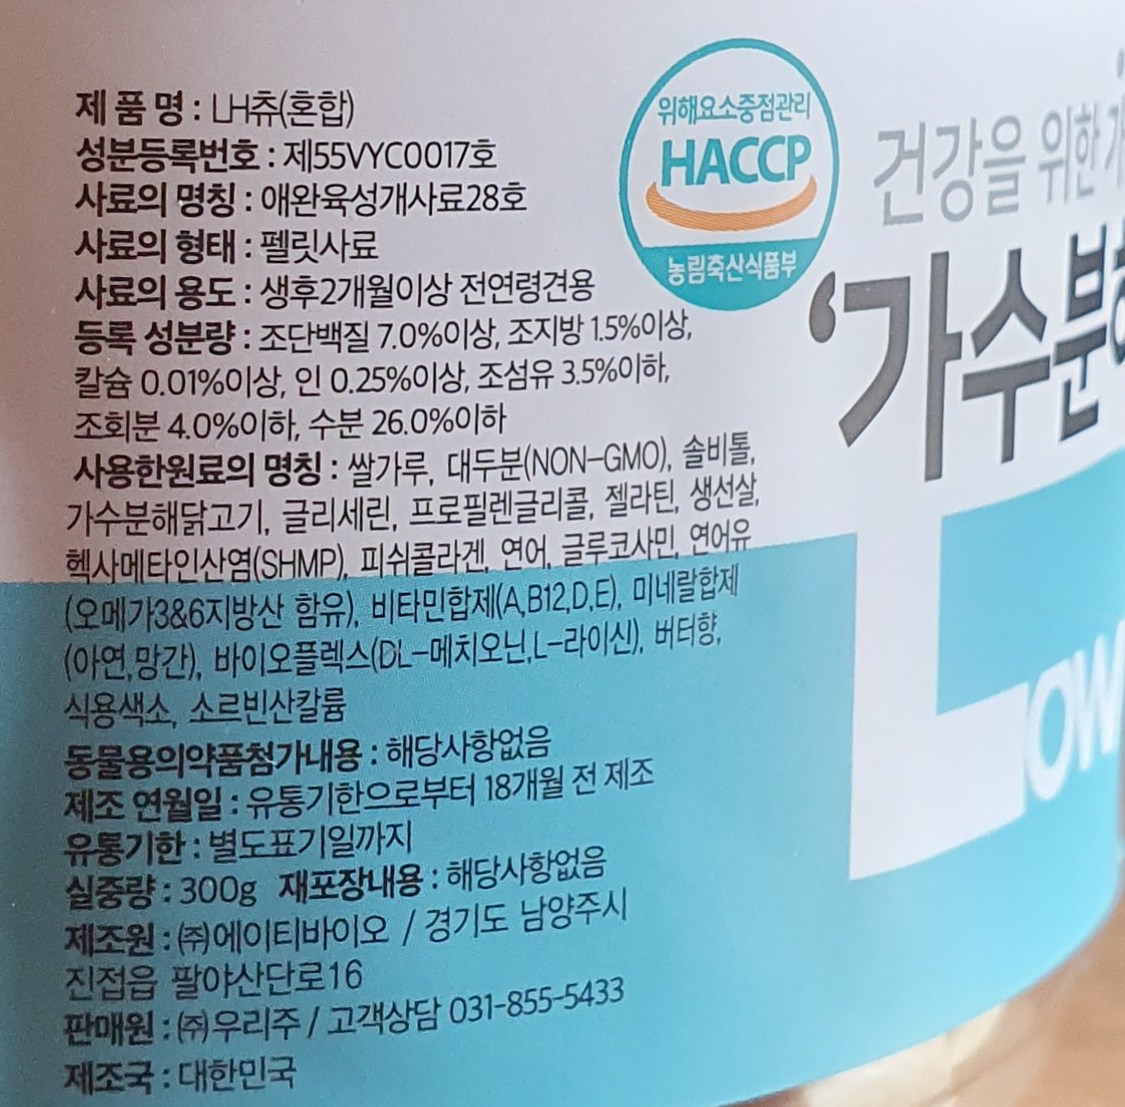 제 품 명 : LH츄(혼합)
성분등록번호 : 제55VYC0017호
사료의 명칭 : 애완육성개사료28호
사료의 형태 : 펠릿사료
사료의 용도 : 생후2개월이상 전연령견용
등록 성분량 : 조단백질 7.0%이상, 조지방 1.5%이상,
칼슘 0.01%이상, 인 0.25%이상, 조섬유 3.5%이하,
조회분 4.0%이하, 수분 26.0%이하
사용한원료의 명칭 : 쌀가루, 대두분(NON-GMO), 솔비톨,
가수분해닭고기, 글리세린, 프로필렌글리콜, 젤라틴, 생선살,
헥사메타인산염(SHMP), 피쉬콜라겐, 연어, 글루코사민, 연어유
(오메가3&6지방산 함유), 비타민합제(A,B12,D,E), 미네랄합제
(아연,망간), 바이오플렉스(DL-메치오닌,L-라이신), 버터향,
식용색소, 소르빈산칼륨
동물용의약품첨가내용 : 해당사항없음
제조 연월일 : 유통기한으로부터 18개월 전 제조
유통기한 : 별도표기일까지
실중량 : 300g 재포장내용 : 해당사항없음
제조원 : ㈜에이티바이오 / 경기도 남양주시
진접읍 팔야산단로16
판매원 : ㈜우리주 / 고객상담 031-855-5433
제조국 : 대한민국
위해요소중점관리
HACCP
농림축산식품부
건강을 위한
'가수분
LOW